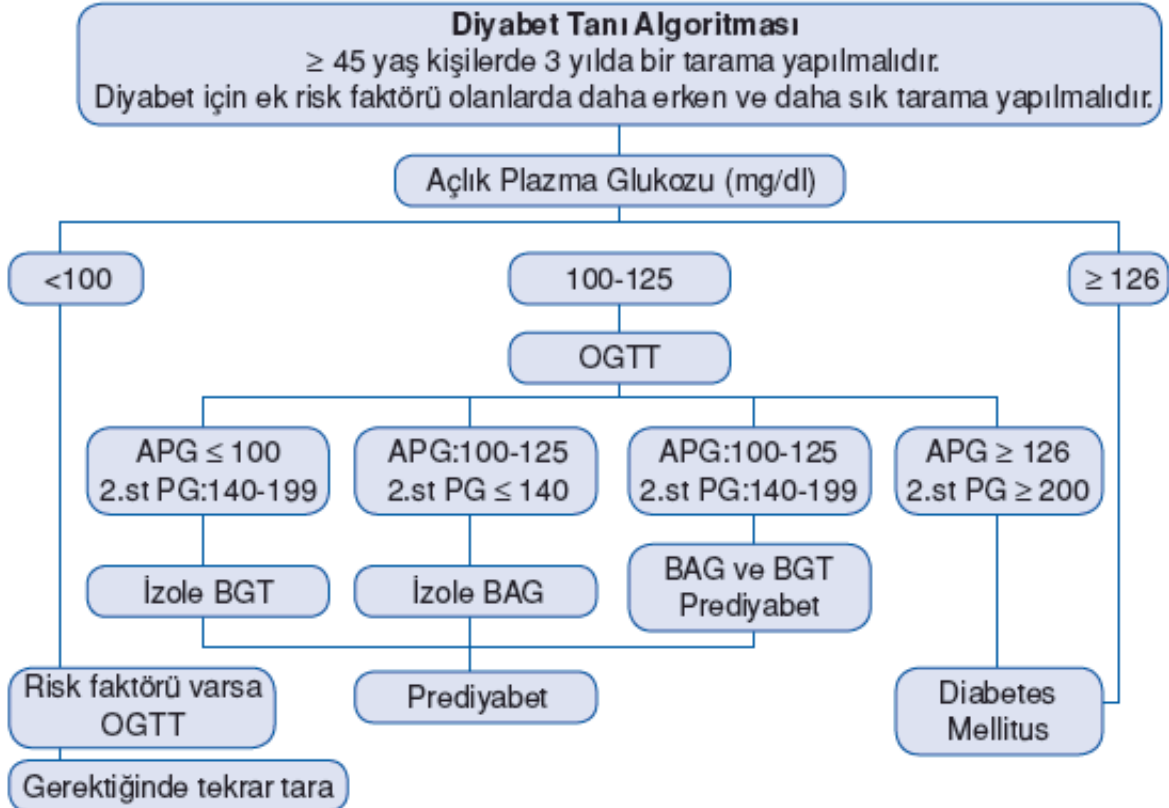 Diyabet Tanı Algoritması
≥ 45 yaş kişilerde 3 yılda bir tarama yapılmalıdır.
Diyabet için ek risk faktörü olanlarda daha erken ve daha sık tarama yapılmalıdır.
Açlık Plazma Glukozu (mg/dl)
<100
100-125
≥ 126
OGTT
APG ≤ 100
2.st PG:140-199
APG:100-125
2.st PG ≤ 140
APG:100-125
2.st PG:140-199
APG ≥ 126
2.st PG ≥ 200
İzole BGT
İzole BAG
BAG ve BGT
Prediyabet
Risk faktörü varsa
OGTT
Prediyabet
Diabetes
Mellitus
Gerektiğinde tekrar tara